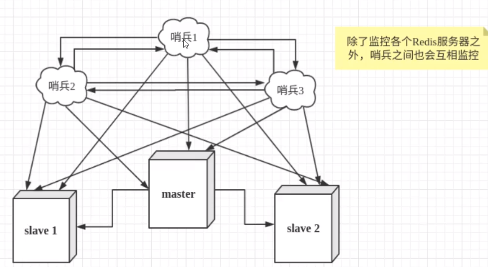 哨兵1
除了监控各个Redis服务器之
外，哨兵之间也会互相监控
哨兵2
哨兵3
master
slave 1
slave 2